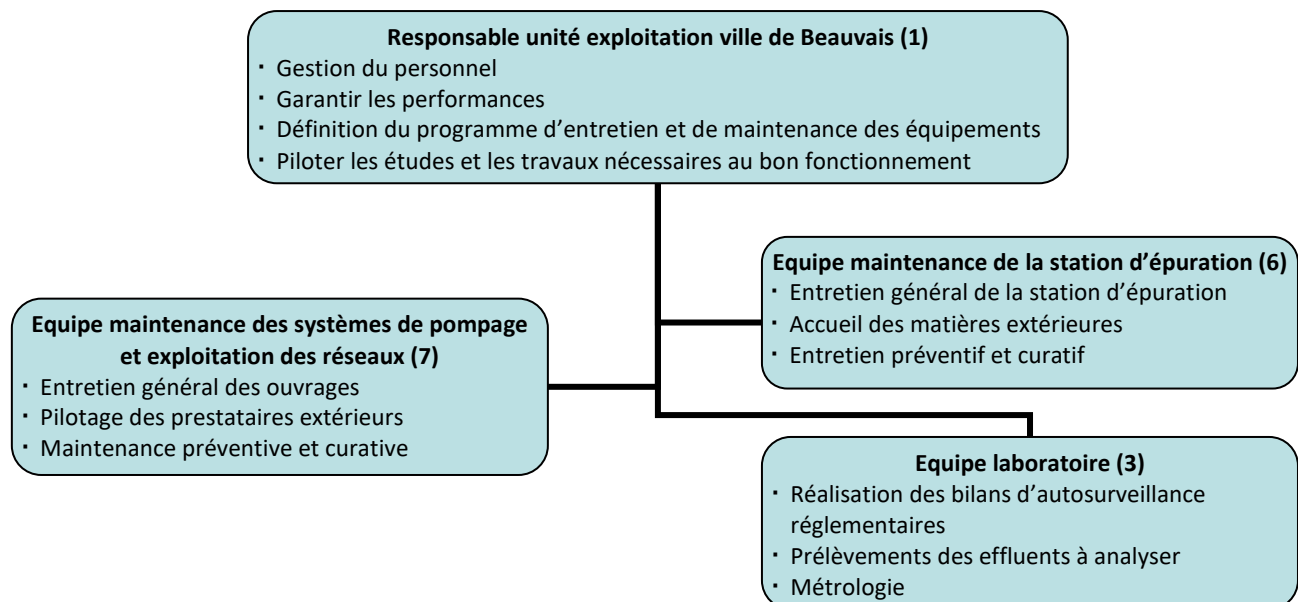 Responsable unité exploitation ville de Beauvais (1)
· Gestion du personnel
· Garantir les performances
· Définition du programme d'entretien et de maintenance des équipements
· Piloter les études et les travaux nécessaires au bon fonctionnement
Equipe maintenance de la station d'épuration (6)
· Entretien général de la station d'épuration
· Accueil des matières extérieures
· Entretien préventif et curatif
Equipe maintenance des systèmes de pompage
et exploitation des réseaux (7)
· Entretien général des ouvrages
· Pilotage des prestataires extérieurs
· Maintenance préventive et curative
Equipe laboratoire (3)
· Réalisation des bilans d'autosurveillance
réglementaires
· Prélèvements des effluents à analyser
· Métrologie